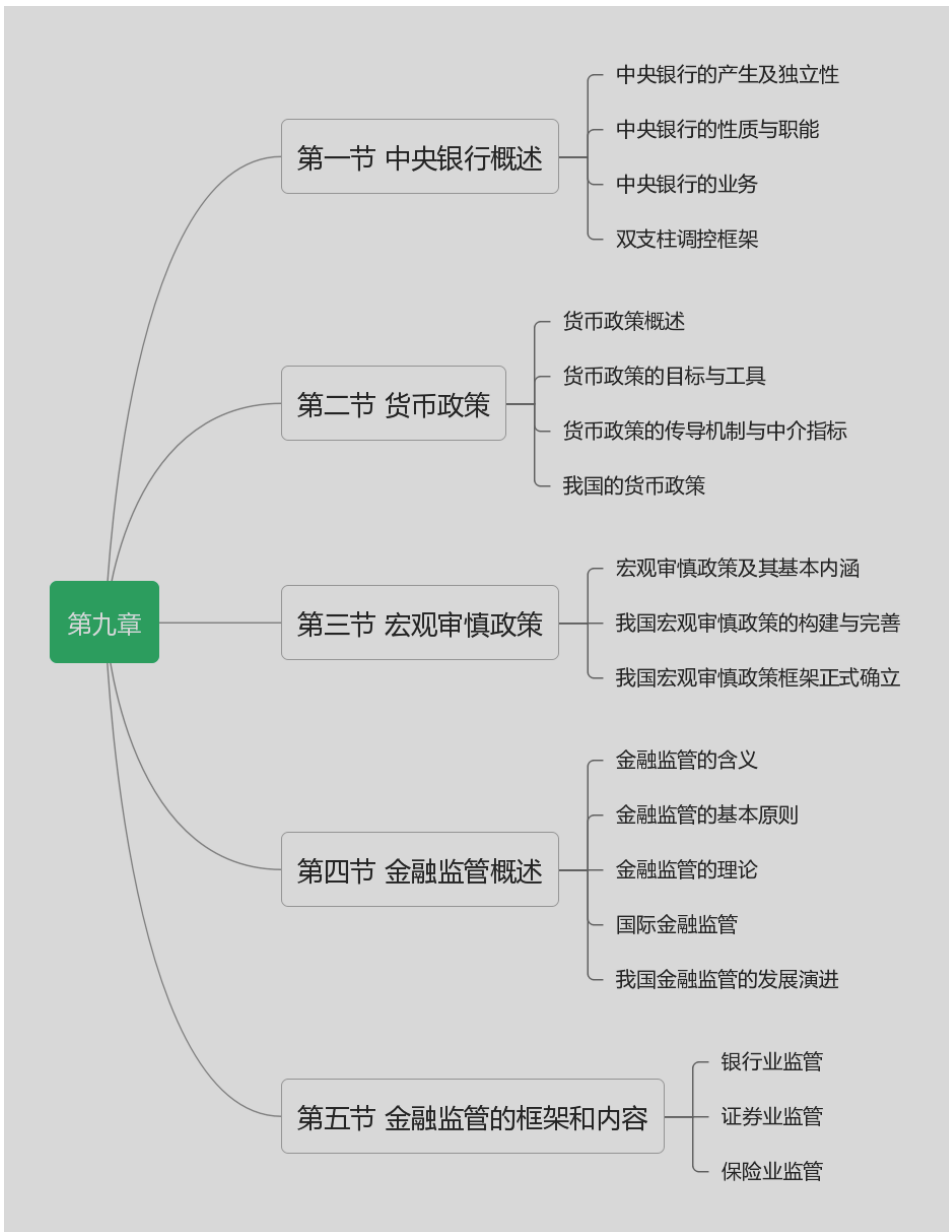 第九章
第一节 中央银行概述
中央银行的产生及独立性
中央银行的性质与职能
中央银行的业务
双支柱调控框架
第二节 货币政策
货币政策概述
货币政策的目标与工具
货币政策的传导机制与中介指标
我国的货币政策
第三节 宏观审慎政策
宏观审慎政策及其基本内涵
我国宏观审慎政策的构建与完善
我国宏观审慎政策框架正式确立
第四节 金融监管概述
金融监管的含义
金融监管的基本原则
金融监管的理论
国际金融监管
我国金融监管的发展演进
第五节 金融监管的框架和内容
银行业监管
证券业监管
保险业监管